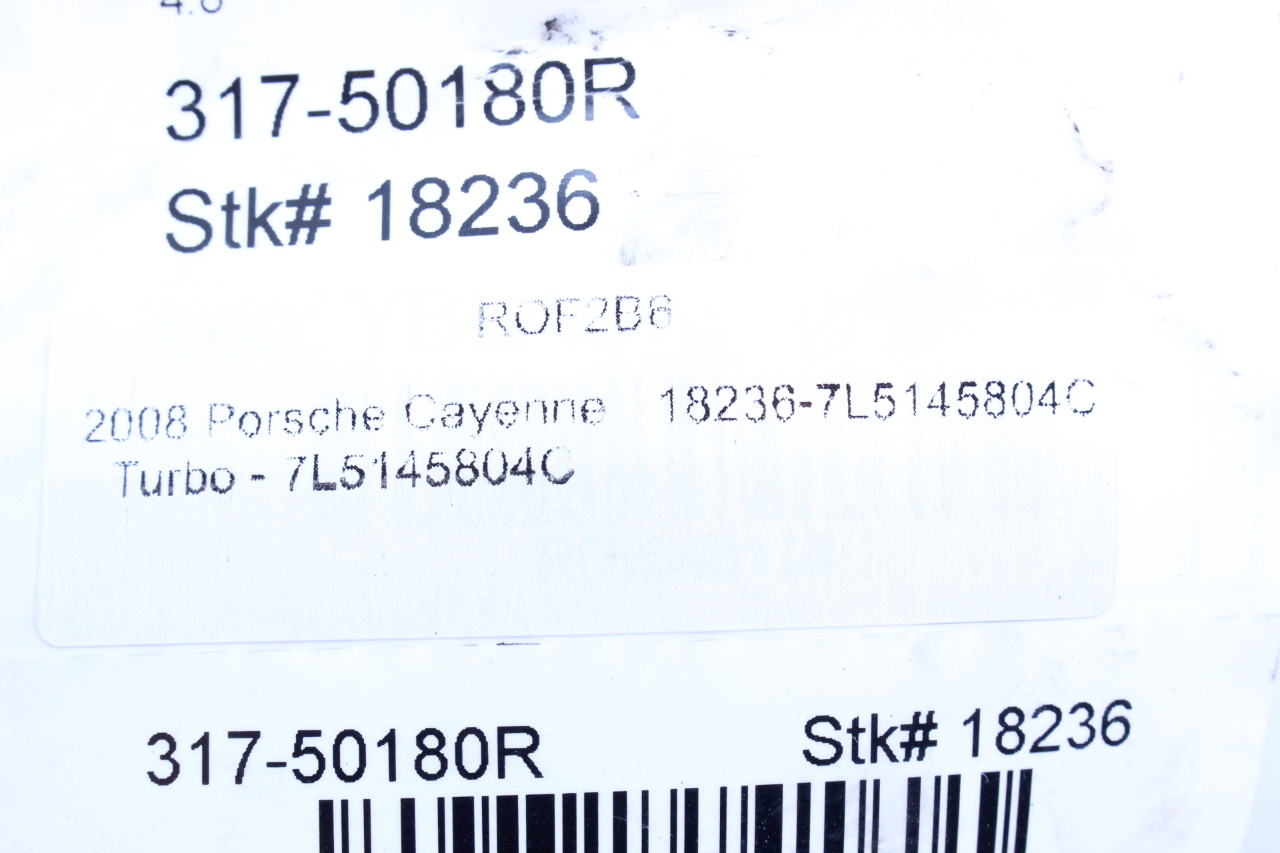 317-50180R
Stk# 18236
ROF2B6
2008 Porsche Cayenne 18236-7L5145804C
Turbo - 7L5145804C
317-50180R Stk# 18236